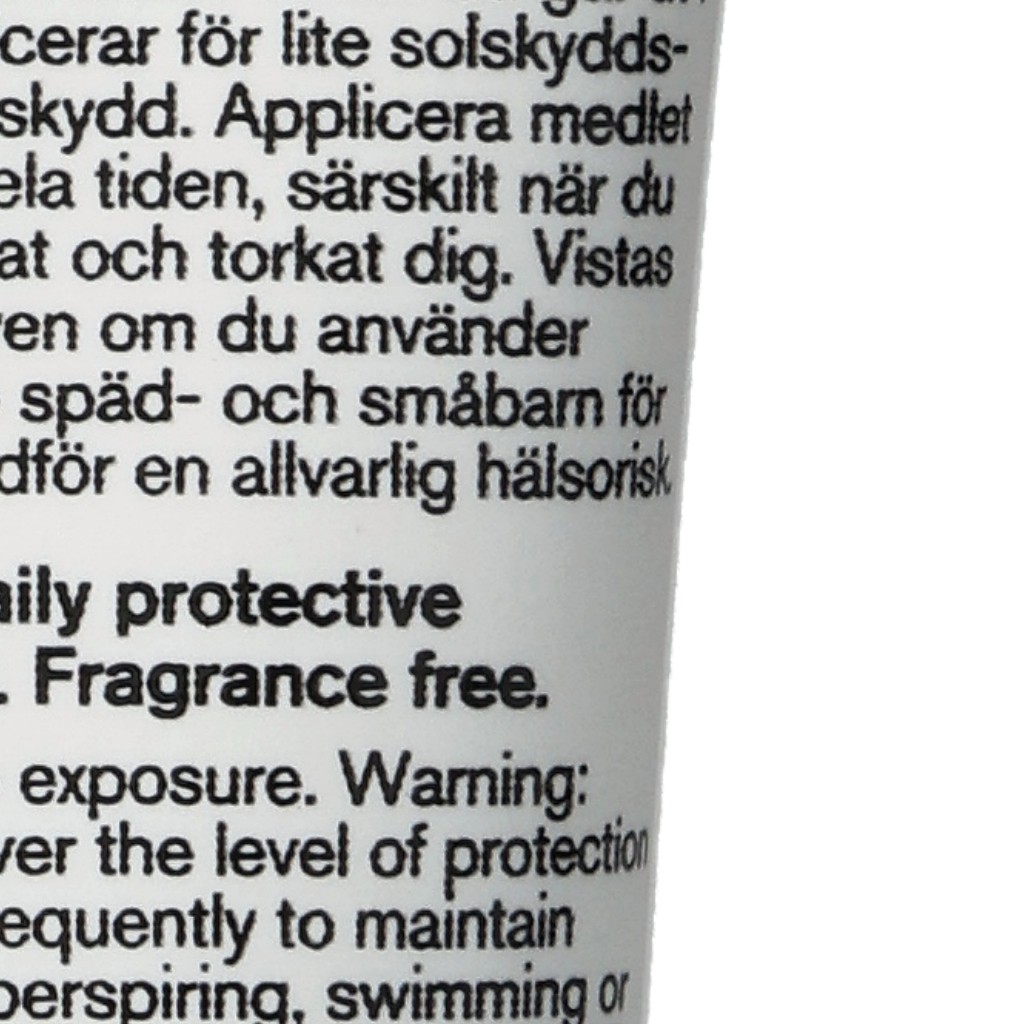 cerar för lite solskydds-
skydd. Applicera medlet
ela tiden, särskilt när du
at och torkat dig. Vistas
en om du använder
späd- och småbarn för
dför en allvarlig hälsorisk.
aily protective
. Fragrance free.
exposure. Warning:
ver the level of protection
equently to maintain
perspiring, swimming or